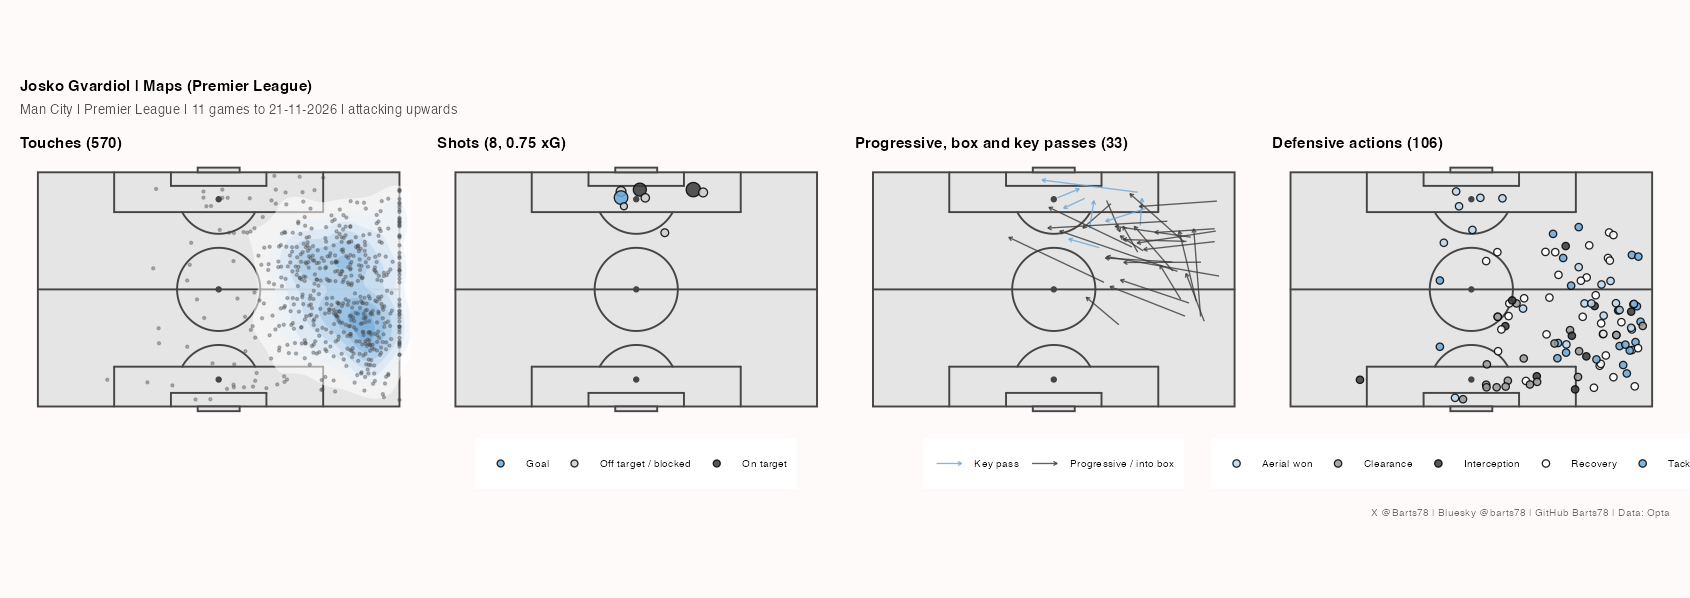 Josko Gvardiol | Maps (Premier League)
Man City | Premier League | 11 games to 21-11-2026 | attacking upwards
Touches (570)
Shots (8, 0.75 xG)
Progressive, box and key passes (33)
Defensive actions (106)
Goal
Off target / blocked
On target
Key pass
Progressive / into box
Aerial won
Clearance
Interception
Recovery
Tack
X @Barts78 | Bluesky @barts78 | GitHub Barts78 | Data: Opta